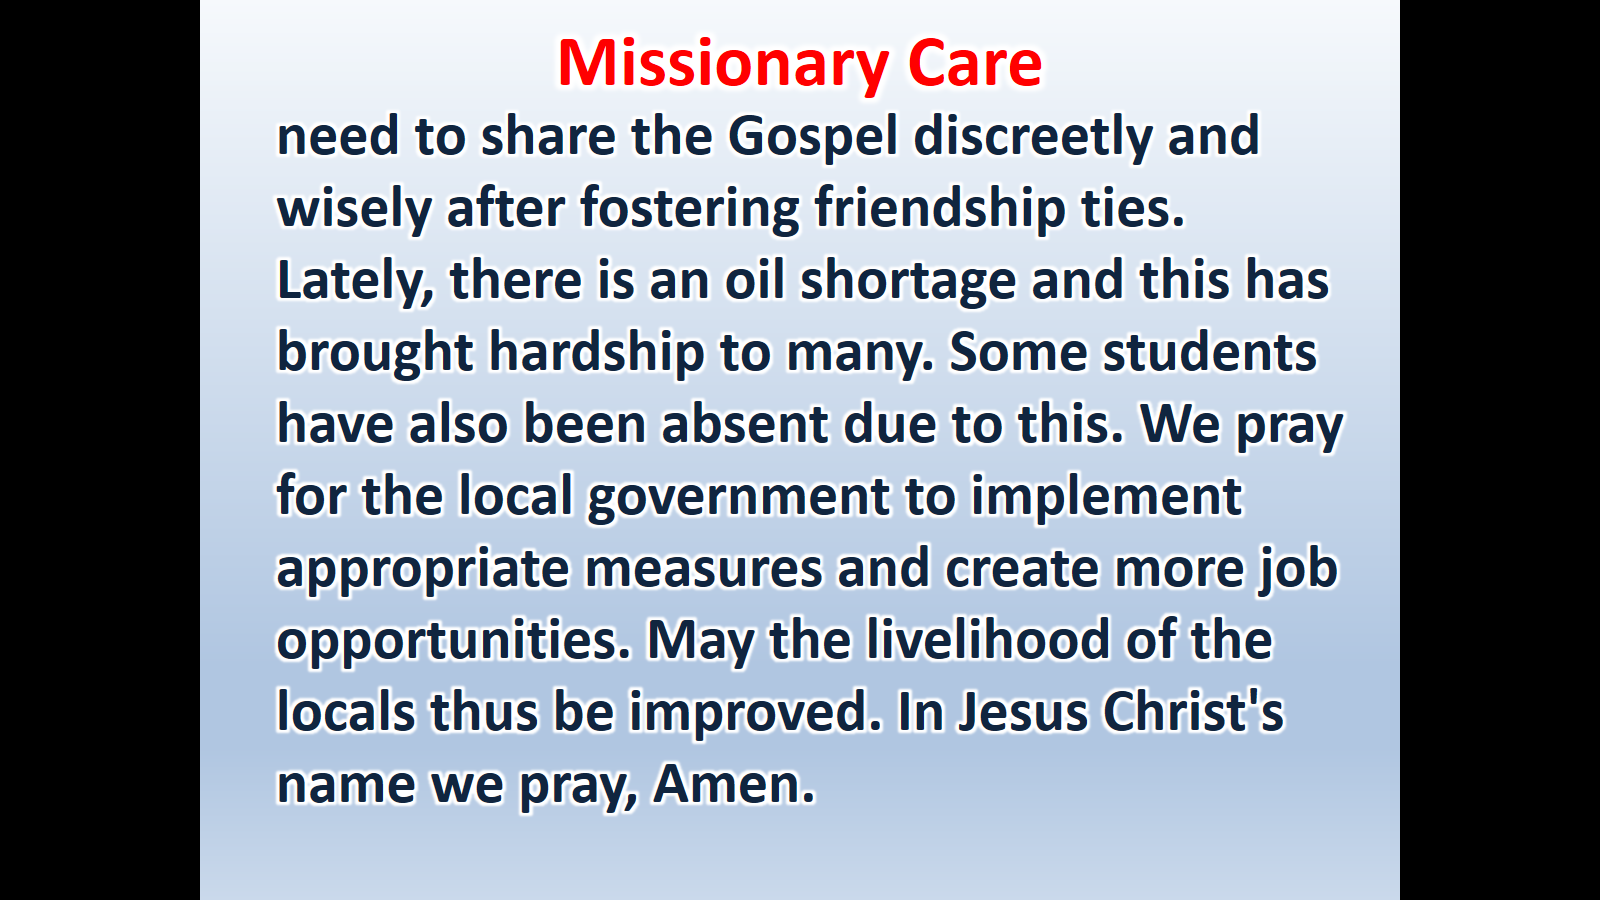 Missionary Care
need to share the Gospel discreetly and
wisely after fostering friendship ties.
Lately, there is an oil shortage and this has
brought hardship to many. Some students
have also been absent due to this. We pray
for the local government to implement
appropriate measures and create more job
opportunities. May the livelihood of the
locals thus be improved. In Jesus Christ's
name we pray, Amen.